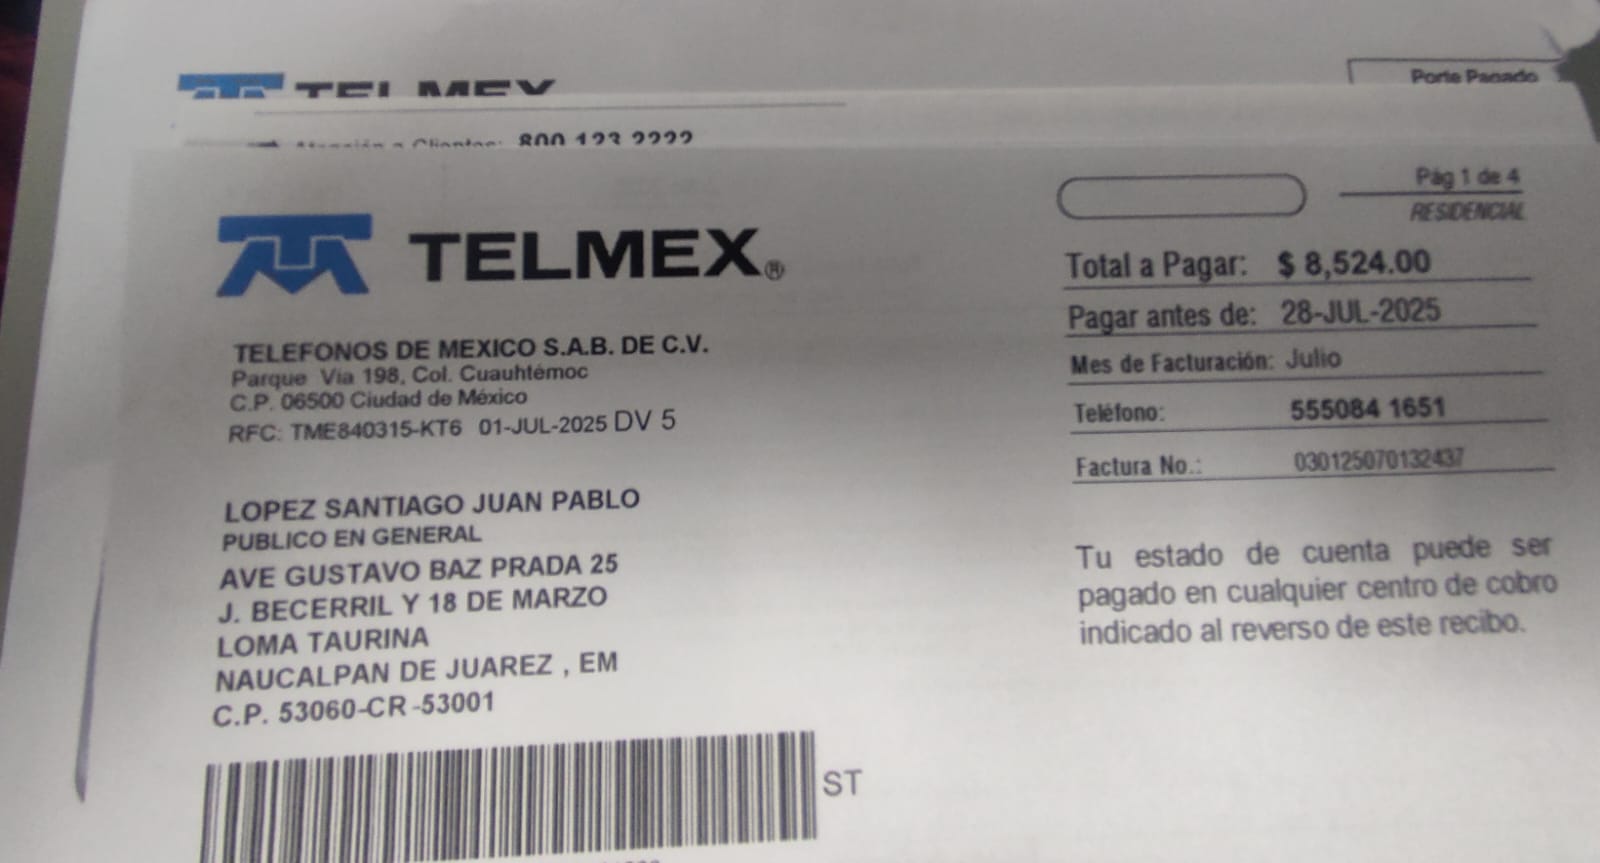 TELMEX
Porte Pagado
Atención a Clientes: 800 123 2222
Pág 1 de 4
RESIDENCIAL
TELMEX®
Total a Pagar: $ 8,524.00
Pagar antes de: 28-JUL-2025
Mes de Facturación: Julio
Teléfono: 555084 1651
Factura No.: 030125070132437
TELEFONOS DE MEXICO S.A.B. DE C.V.
Parque Via 198, Col. Cuauhtémoc
C.P. 06500 Ciudad de México
RFC: TME840315-KT6 01-JUL-2025 DV 5
LOPEZ SANTIAGO JUAN PABLO
PUBLICO EN GENERAL
AVE GUSTAVO BAZ PRADA 25
J. BECERRIL Y 18 DE MARZO
LOMA TAURINA
NAUCALPAN DE JUAREZ , EM
C.P. 53060-CR-53001
Tu estado de cuenta puede ser
pagado en cualquier centro de cobro
indicado al reverso de este recibo.
ST